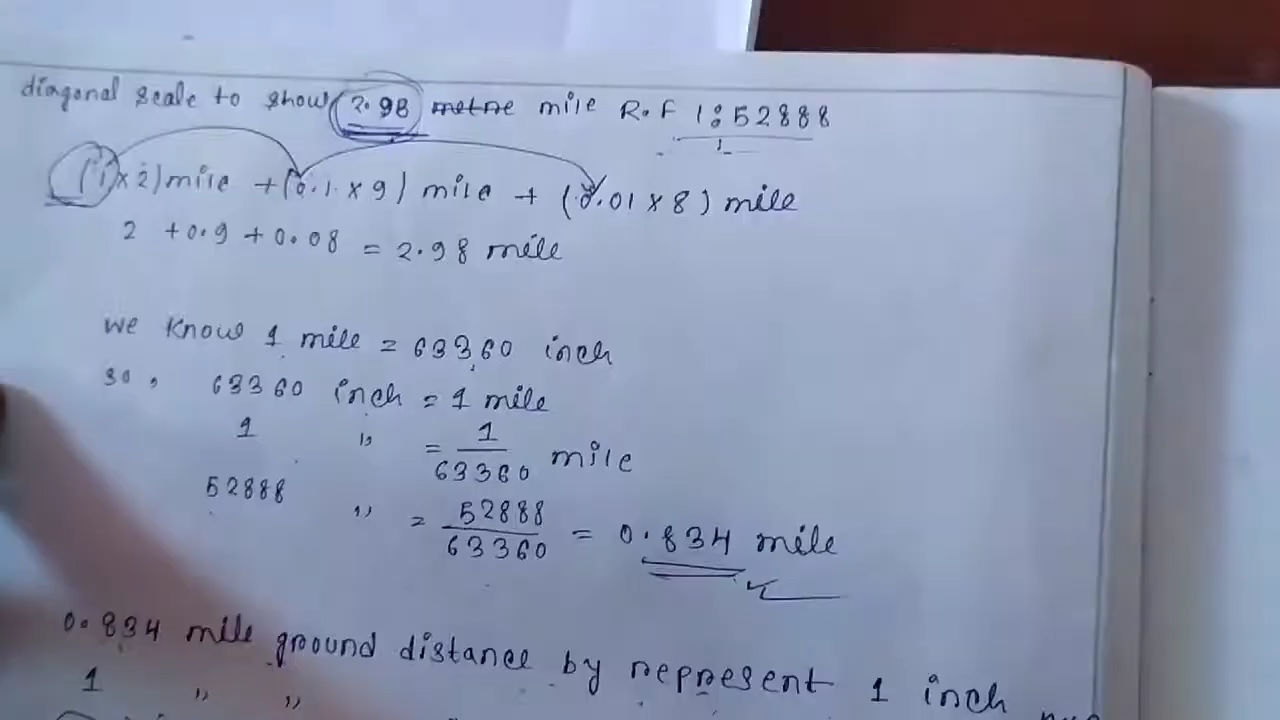 diagonal scale to show 2.98 metre mile R.F 1:52888
(1×2) mile + (0.1 × 9) mile + (0.01 × 8) mile
2 + 0.9 + 0.08 = 2.98 mile
we know 1 mile = 63360 inch
so, 63360 inch = 1 mile
1 " = 1/63360 mile
52888 " = 52888/63360 = 0.834 mile
0.834 mile ground distance by represent 1 inch
1 " "